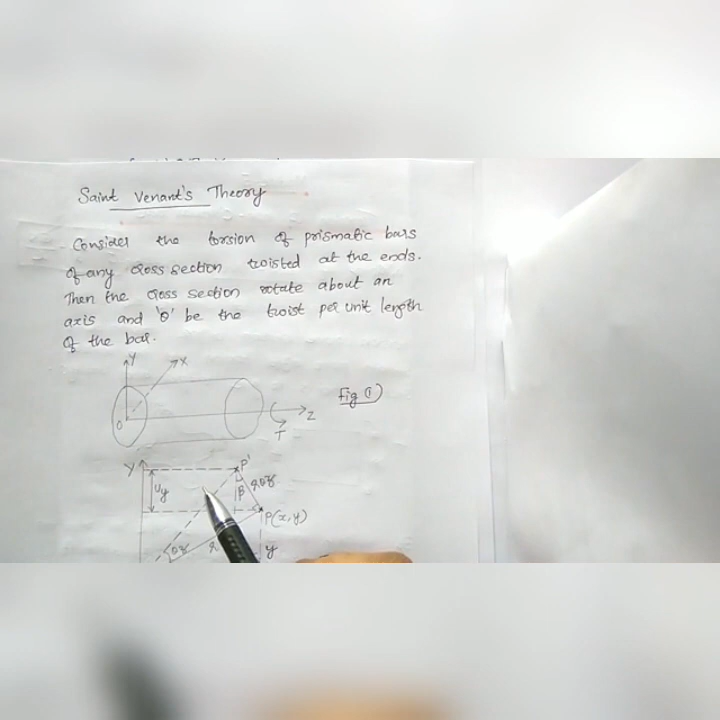 Saint Venant's Theory
Consider the torsion of prismatic bars
of any cross section twisted at the ends.
Then the cross section rotate about an
axis and 'θ' be the twist per unit length
of the bar.
Y
X
Fig ①
O
Z
T
Y
P'
Uy
β
rθz
P(x,y)
θz
r
y